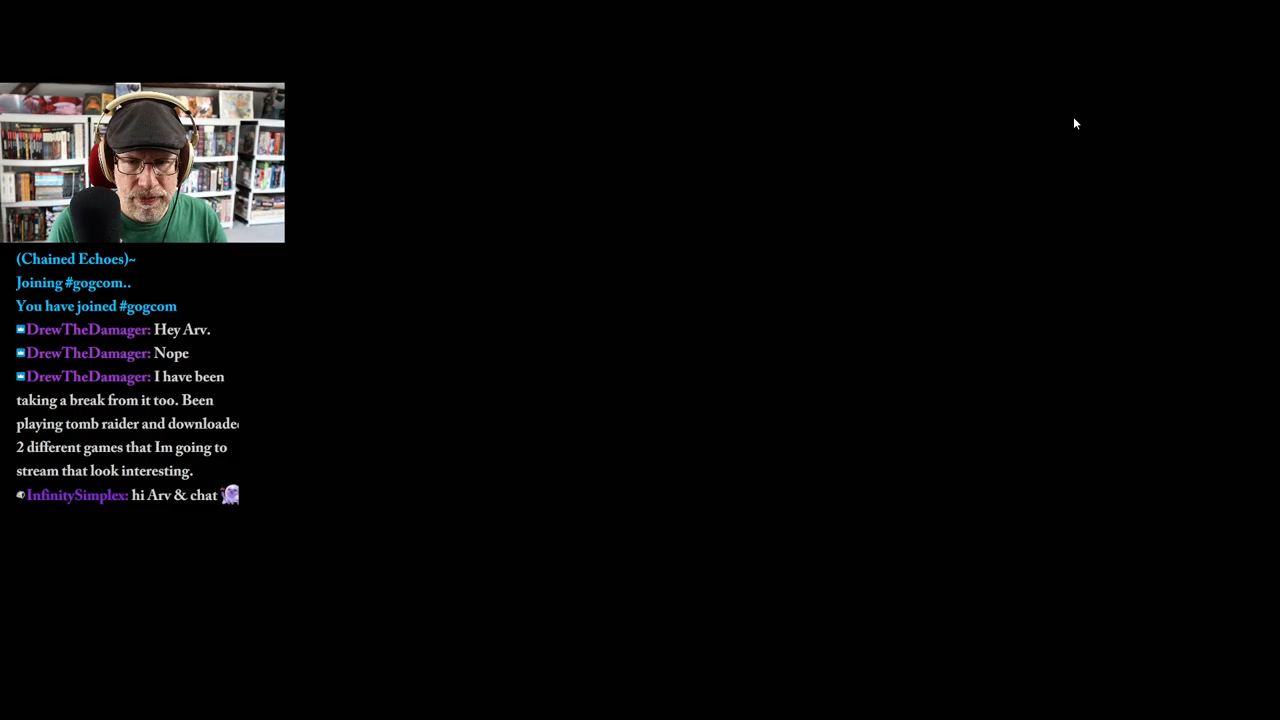 (Chained Echoes)~
Joining #gogcom..
You have joined #gogcom
DrewTheDamager: Hey Arv.
DrewTheDamager: Nope
DrewTheDamager: I have been
taking a break from it too. Been
playing tomb raider and downloade
2 different games that Im going to
stream that look interesting.
InfinitySimplex: hi Arv & chat